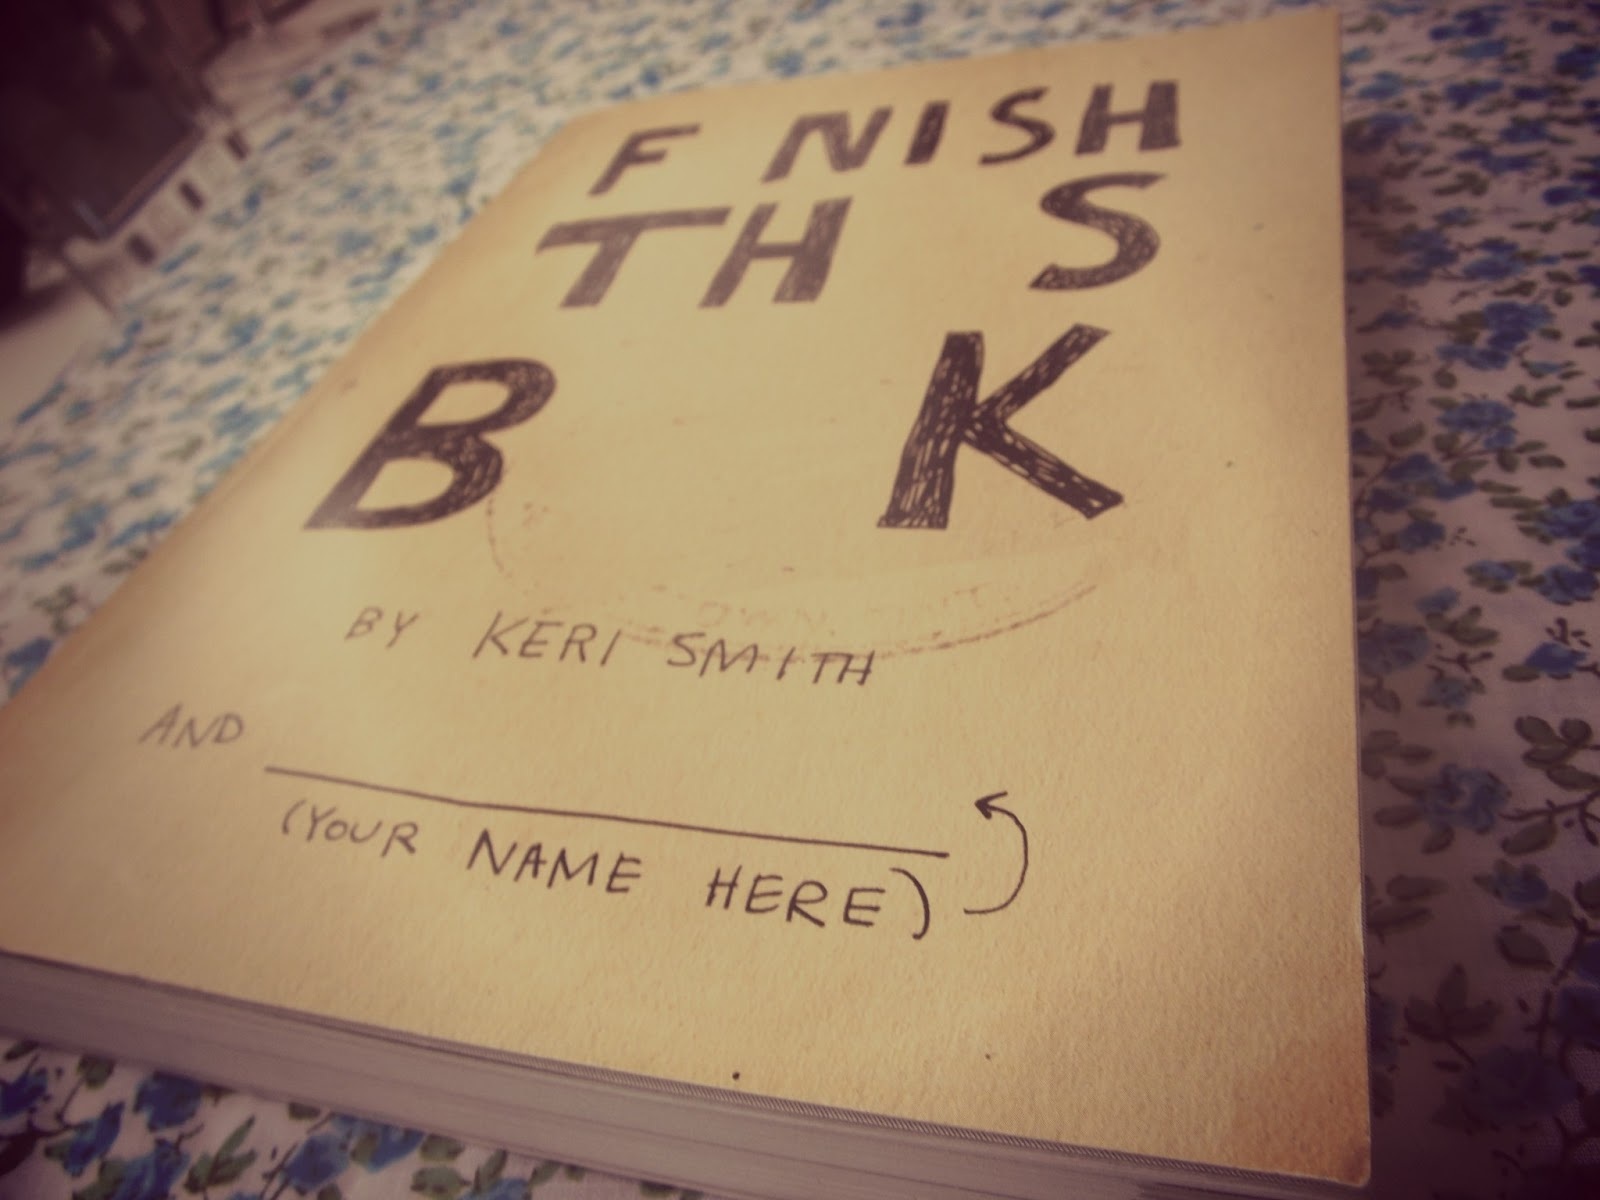 F NISH
TH S
B K
BY KERI SMITH
AND
(YOUR NAME HERE)